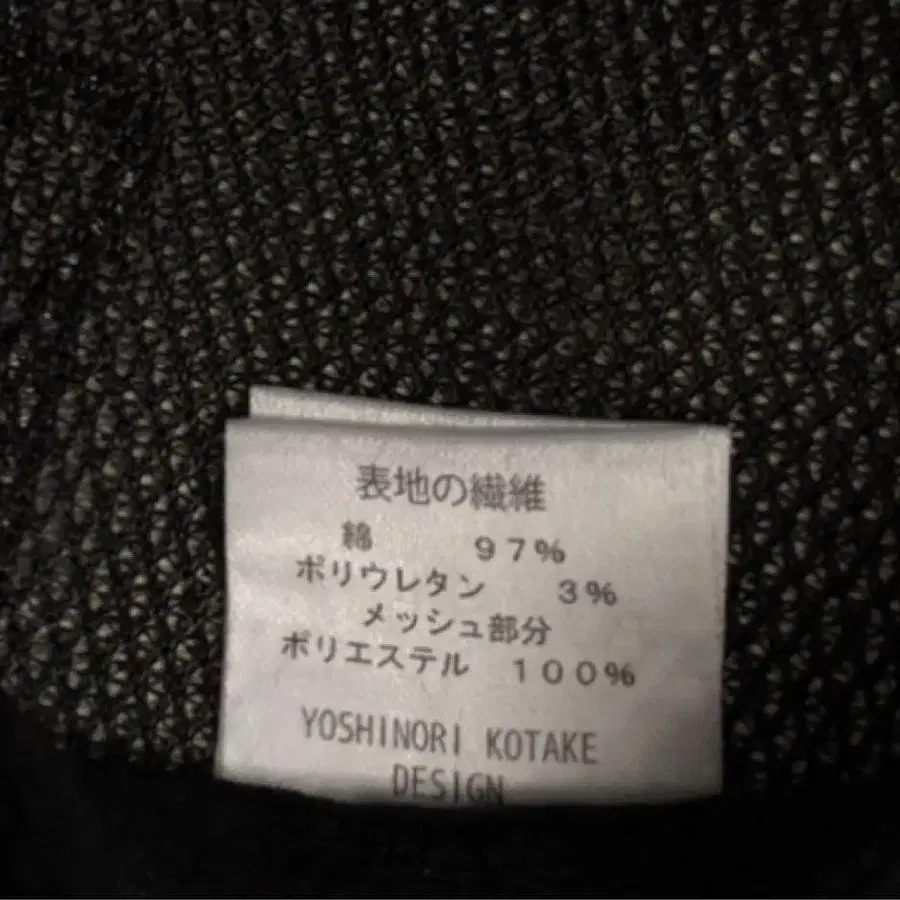 表地の繊維
綿 97%
ポリウレタン 3%
メッシュ部分
ポリエステル 100%
YOSHINORI KOTAKE
DESIGN